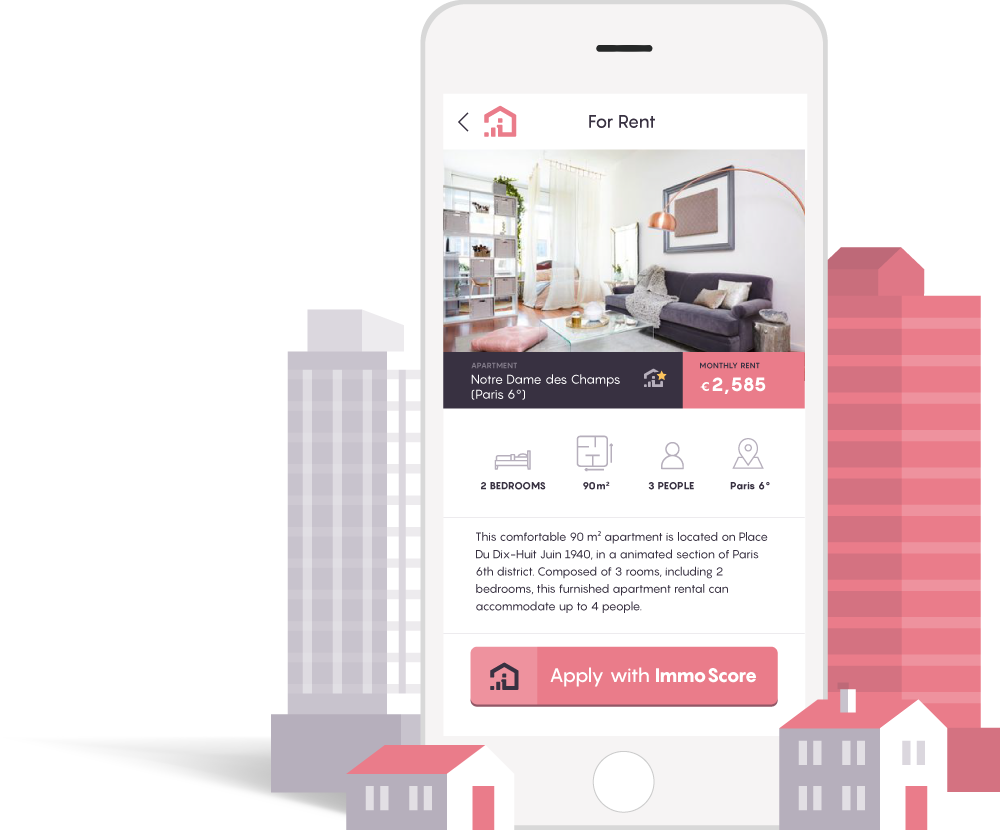 For Rent
APARTMENT
Notre Dame des Champs
(Paris 6°)
MONTHLY RENT
€2,585
2 BEDROOMS
90m²
3 PEOPLE
Paris 6°
This comfortable 90 m² apartment is located on Place
Du Dix-Huit Juin 1940, in a animated section of Paris
6th district. Composed of 3 rooms, including 2
bedrooms, this furnished apartment rental can
accommodate up to 4 people.
Apply with ImmoScore